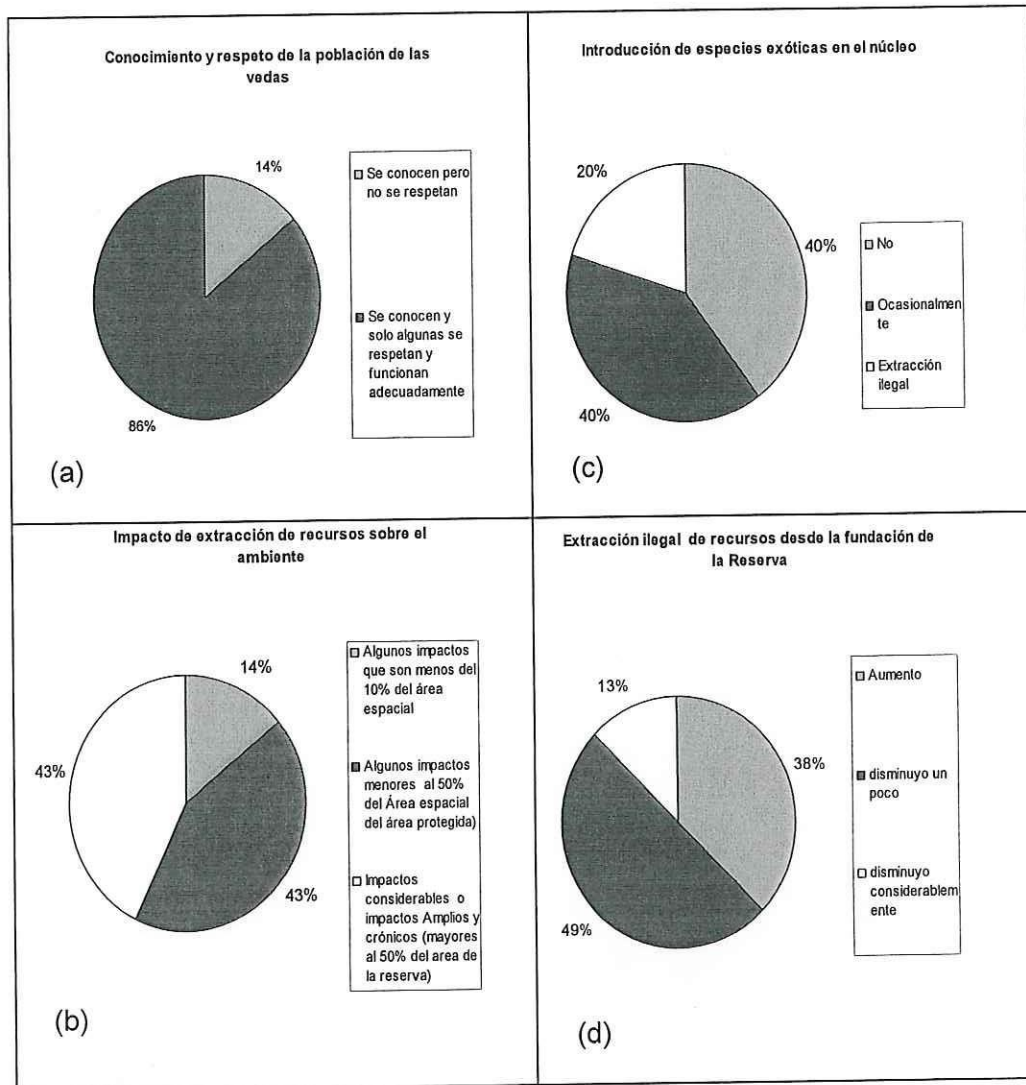 Conocimiento y respeto de la población de las
vedas
14%
86%
Se conocen pero
no se respetan
Se conocen y
solo algunas se
respetan y
funcionan
adecuadamente
(a)
Introducción de especies exóticas en el núcleo
20%
40%
40%
No
Ocasionalme
nte
Extracción
ilegal
(c)
Impacto de extracción de recursos sobre el
ambiente
14%
43%
43%
Algunos impactos
que son menos del
10% del área
espacial
Algunos impactos
menores al 50%
del Área espacial
del área protegida)
Impactos
considerables o
impactos Amplios y
crónicos (mayores
al 50% del area de
la reserva)
(b)
Extracción ilegal de recursos desde la fundación de
la Reserva
13%
38%
49%
Aumento
disminuyo un
poco
disminuyo
considerablem
ente
(d)